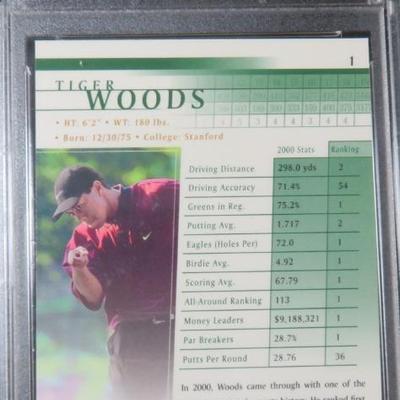 1
TIGER
WOODS
• HT: 6'2" • WT: 180 lbs.
• Born: 12/30/75 • College: Stanford
2000 Stats Ranking
Driving Distance 298.0 yds 2
Driving Accuracy 71.4% 54
Greens in Reg. 75.2% 1
Putting Avg. 1.717 2
Eagles (Holes Per) 72.0 1
Birdie Avg. 4.92 1
Scoring Avg. 67.79 1
All-Around Ranking 113 1
Money Leaders $9,188,321 1
Par Breakers 28.7% 1
Putts Per Round 28.76 36
In 2000, Woods came through with one of the
history. He ranked first